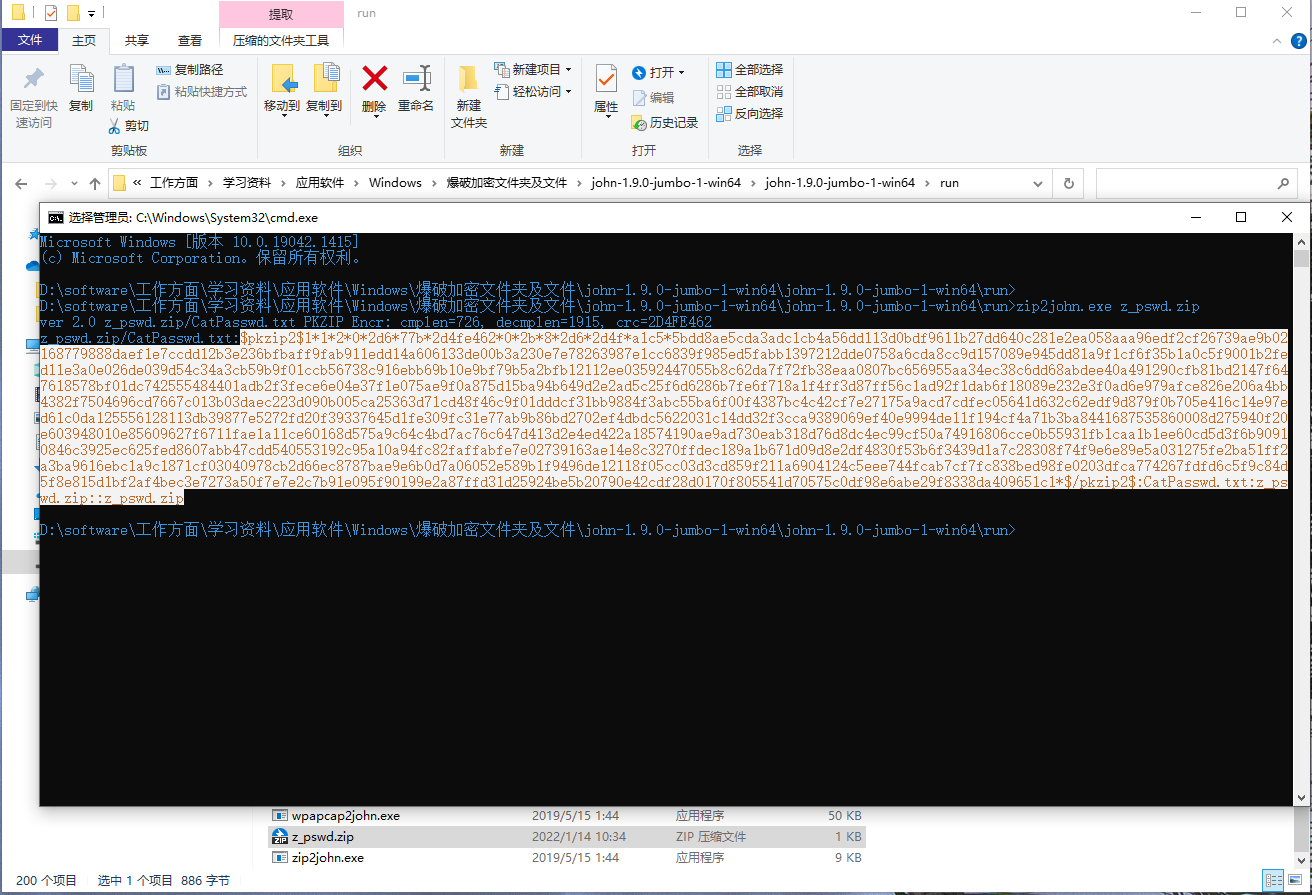 提取
run
文件
主页
共享
查看
压缩的文件夹工具
固定到快
速访问
复制
粘贴
复制路径
粘贴快捷方式
剪切
移动到
复制到
删除
重命名
新建
文件夹
新建项目
轻松访问
属性
打开
编辑
历史记录
全部选择
全部取消
反向选择
剪贴板
组织
新建
打开
选择
« 工作方面 › 学习资料 › 应用软件 › Windows › 爆破加密文件夹及文件 › john-1.9.0-jumbo-1-win64 › john-1.9.0-jumbo-1-win64 › run
选择管理员: C:\Windows\System32\cmd.exe
Microsoft Windows [版本 10.0.19042.1415]
(c) Microsoft Corporation。保留所有权利。
D:\software\工作方面\学习资料\应用软件\Windows\爆破加密文件夹及文件\john-1.9.0-jumbo-1-win64\john-1.9.0-jumbo-1-win64\run>
D:\software\工作方面\学习资料\应用软件\Windows\爆破加密文件夹及文件\john-1.9.0-jumbo-1-win64\john-1.9.0-jumbo-1-win64\run>zip2john.exe z_pswd.zip
ver 2.0 z_pswd.zip/CatPasswd.txt PKZIP Encr: cmplen=726, decmplen=1915, crc=2D4FE462
z_pswd.zip/CatPasswd.txt:$pkzip2$1*1*2*0*2d6*77b*2d4fe462*0*2b*8*2d6*2d4f*a1c5*5bdd8ae5cda3adc1cb4a56dd113d0bdf9611b27dd640c281e2ea058aaa96edf2cf26739ae9b02
168779888daef1e7ccdd12b3e236bfbaff9fab911edd14a606133de00b3a230e7e78263987e1cc6839f985ed5fabb1397212dde0758a6cda8cc9d157089e945dd81a9f1cf6f35b1a0c5f9001b2fe
d11e3a0e026de039d54c34a3cb59b9f01ccb56738c916ebb69b10e9bf79b5a2bfb12112ee03592447055b8c62da7f72fb38eaa0807bc656955aa34ec38c6dd68abdee40a491290cfb81bd2147f64
7618578bf01dc742555484401adb2f3fece6e04e37f1e075ae9f0a875d15ba94b649d2e2ad5c25f6d6286b7fe6f718a1f4ff3d87ff56c1ad92f1dab6f18089e232e3f0ad6e979afce826e206a4bb
4382f7504696cd7667c013b03daec223d090b005ca25363d71cd48f46c9f01dddcf31bb9884f3abc55ba6f00f4387bc4c42cf7e27175a9acd7cdfec05641d632c62edf9d879f0b705e416c14e97e
d61c0da125556128113db39877e5272fd20f39337645d1fe309fc31e77ab9b86bd2702ef4dbdc5622031c14dd32f3cca9389069ef40e9994de11f194cf4a71b3ba8441687535860008d275940f20
e603948010e85609627f6711fae1a11ce60168d575a9c64c4bd7ac76c647d413d2e4ed422a18574190ae9ad730eab318d76d8dc4ec99cf50a74916806cce0b55931fb1caa1b1ee60cd5d3f6b9091
0846c3925ec625fed8607abb47cdd540553192c95a10a94fc82faffabfe7e02739163ae14e8c3270ffdec189a1b671d09d8e2df4830f53b6f3439d1a7c28308f74f9e6e89e5a031275fe2ba51ff2
a3ba9616ebc1a9c1871cf03040978cb2d66ec8787bae9e6b0d7a06052e589b1f9496de12118f05cc03d3cd859f211a6904124c5eee744fcab7cf7fc838bed98fe0203dfca774267fdfd6c5f9c84d
5f8e815d1bf2af4bec3e7273a50f7e7e2c7b91e095f90199e2a87ffd31d25924be5b20790e42cdf28d0170f805541d70575c0df98e6abe29f8338da409651c1*$/pkzip2$:CatPasswd.txt:z_ps
wd.zip::z_pswd.zip
D:\software\工作方面\学习资料\应用软件\Windows\爆破加密文件夹及文件\john-1.9.0-jumbo-1-win64\john-1.9.0-jumbo-1-win64\run>
wpapcap2john.exe 2019/5/15 1:44 应用程序 50 KB
z_pswd.zip 2022/1/14 10:34 ZIP 压缩文件 1 KB
zip2john.exe 2019/5/15 1:44 应用程序 9 KB
200 个项目 选中 1 个项目 886 字节